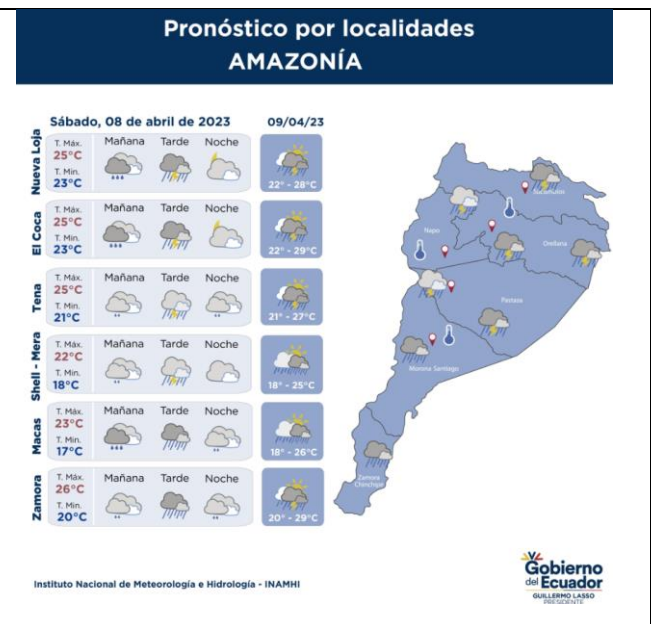 Pronóstico por localidades
AMAZONÍA
Sábado, 08 de abril de 2023
09/04/23
Nueva Loja
T. Máx. Mañana Tarde Noche
25°C
T. Min.
23°C
22° - 28°C
El Coca
T. Máx. Mañana Tarde Noche
25°C
T. Min.
23°C
22° - 29°C
Tena
T. Máx. Mañana Tarde Noche
25°C
T. Min.
21°C
21° - 27°C
Shell - Mera
T. Máx. Mañana Tarde Noche
22°C
T. Min.
18°C
18° - 25°C
Macas
T. Máx. Mañana Tarde Noche
23°C
T. Min.
17°C
18° - 26°C
Zamora
T. Máx. Mañana Tarde Noche
26°C
T. Min.
20°C
20° - 29°C
Sucumbíos
Napo
Orellana
Pastaza
Morona Santiago
Zamora
Chinchipe
Instituto Nacional de Meteorología e Hidrología - INAMHI
Gobierno
del Ecuador
GUILLERMO LASSO
PRESIDENTE